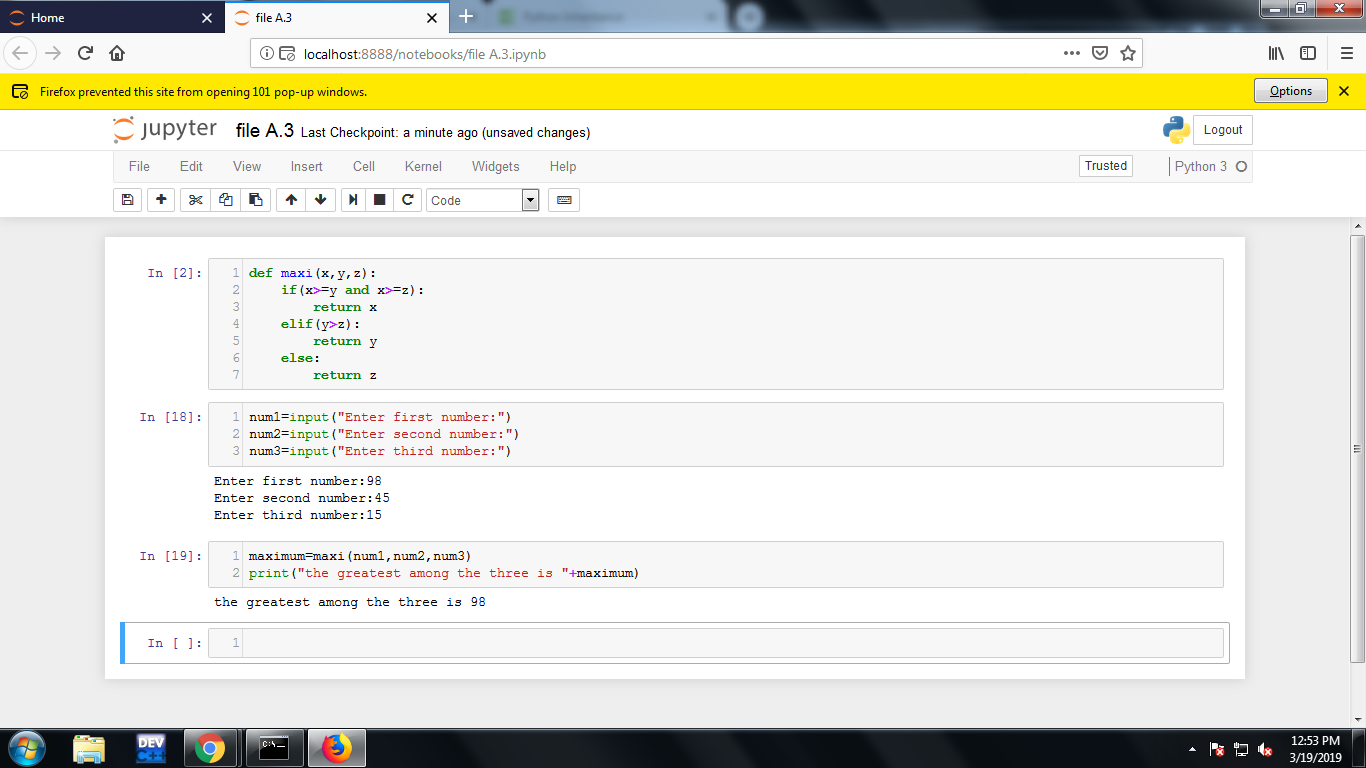 Home
file A.3
localhost:8888/notebooks/file A.3.ipynb
Firefox prevented this site from opening 101 pop-up windows.
Options
jupyter file A.3 Last Checkpoint: a minute ago (unsaved changes)
Logout
File Edit View Insert Cell Kernel Widgets Help
Trusted
Python 3
Code
In [2]:
1 def maxi(x,y,z):
2     if(x>=y and x>=z):
3         return x
4     elif(y>z):
5         return y
6     else:
7         return z
In [18]:
1 num1=input("Enter first number:")
2 num2=input("Enter second number:")
3 num3=input("Enter third number:")
Enter first number:98
Enter second number:45
Enter third number:15
In [19]:
1 maximum=maxi(num1,num2,num3)
2 print("the greatest among the three is "+maximum)
the greatest among the three is 98
In [ ]:
1
DEV
C:\
12:53 PM
3/19/2019